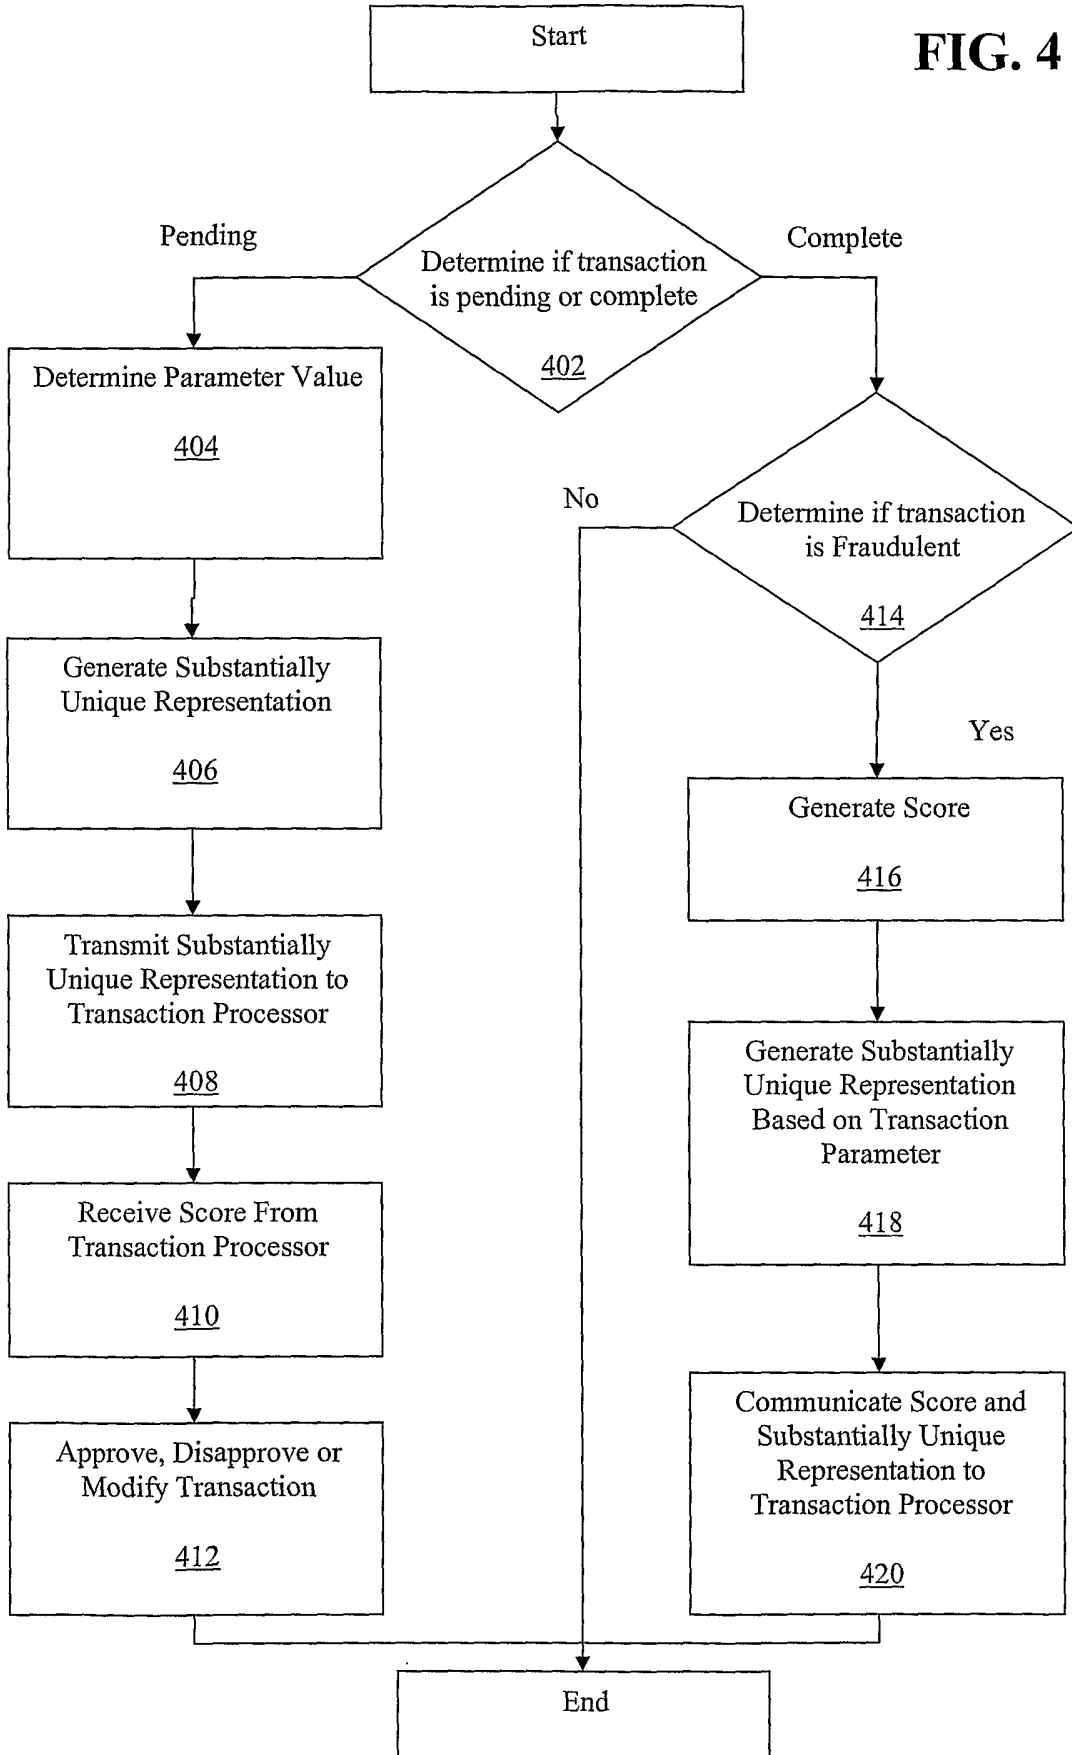 Start
FIG. 4
Pending
Complete
Determine if transaction
is pending or complete
402
Determine Parameter Value
404
No
Determine if transaction
is Fraudulent
414
Generate Substantially
Unique Representation
406
Yes
Generate Score
416
Transmit Substantially
Unique Representation to
Transaction Processor
408
Generate Substantially
Unique Representation
Based on Transaction
Parameter
418
Receive Score From
Transaction Processor
410
Communicate Score and
Substantially Unique
Representation to
Transaction Processor
420
Approve, Disapprove or
Modify Transaction
412
End